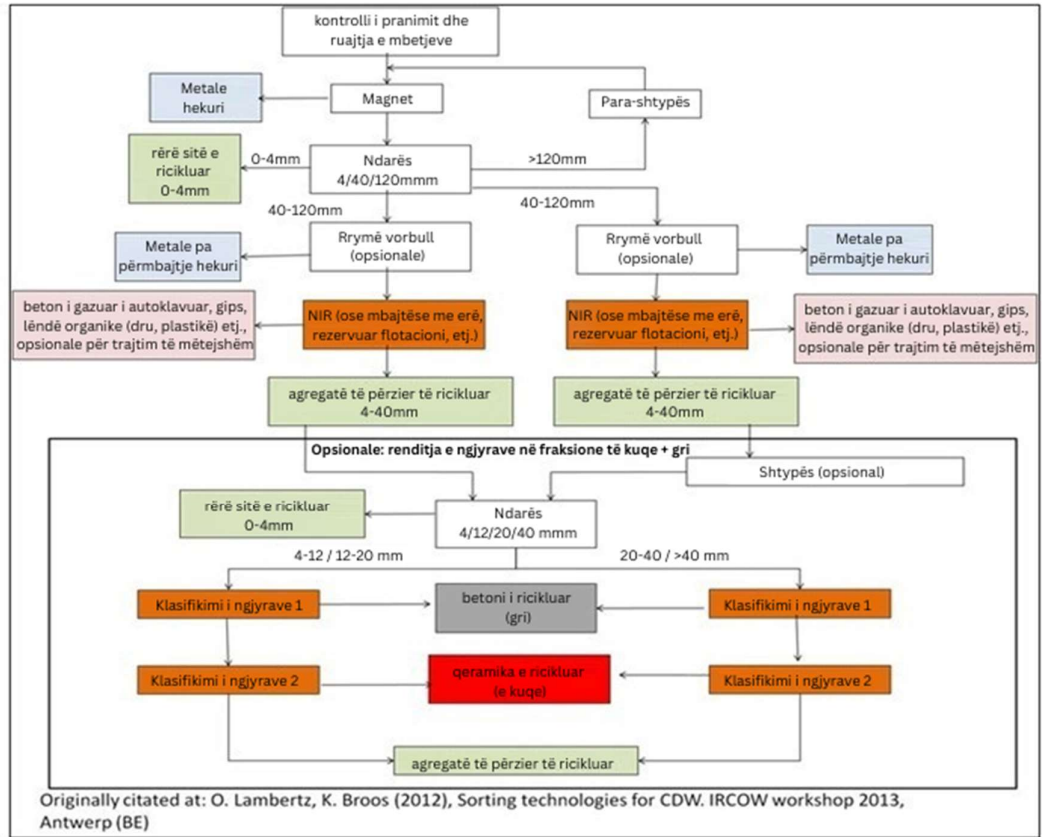 kontrolli i pranimit dhe
ruajtja e mbetjeve
Metale
hekuri
Magnet
Para-shtypës
rërë sitë e
ricikluar
0-4mm
0-4mm
Ndarës
4/40/120mmm
>120mm
40-120mm
40-120mm
Metale pa
përmbajtje hekuri
Rrymë vorbull
(opsionale)
Rrymë vorbull
(opsionale)
Metale pa
përmbajtje hekuri
beton i gazuar i autoklavuar, gips,
lëndë organike (dru, plastikë) etj.,
opsionale për trajtim të mëtejshëm
NIR (ose mbajtëse me erë,
rezervuar flotacioni, etj.)
NIR (ose mbajtëse me erë,
rezervuar flotacioni, etj.)
beton i gazuar i autoklavuar, gips,
lëndë organike (dru, plastikë) etj.,
opsionale për trajtim të mëtejshëm
agregatë të përzier të ricikluar
4-40mm
agregatë të përzier të ricikluar
4-40mm
Opsionale: renditja e ngjyrave në fraksione të kuqe + gri
Shtypës (opsional)
rërë sitë e ricikluar
0-4mm
Ndarës
4/12/20/40 mmm
4-12 / 12-20 mm
20-40 / >40 mm
Klasifikimi i ngjyrave 1
betoni i ricikluar
(gri)
Klasifikimi i ngjyrave 1
Klasifikimi i ngjyrave 2
qeramika e ricikluar
(e kuqe)
Klasifikimi i ngjyrave 2
agregatë të përzier të ricikluar
Originally citated at: O. Lambertz, K. Broos (2012), Sorting technologies for CDW. IRCOW workshop 2013,
Antwerp (BE)